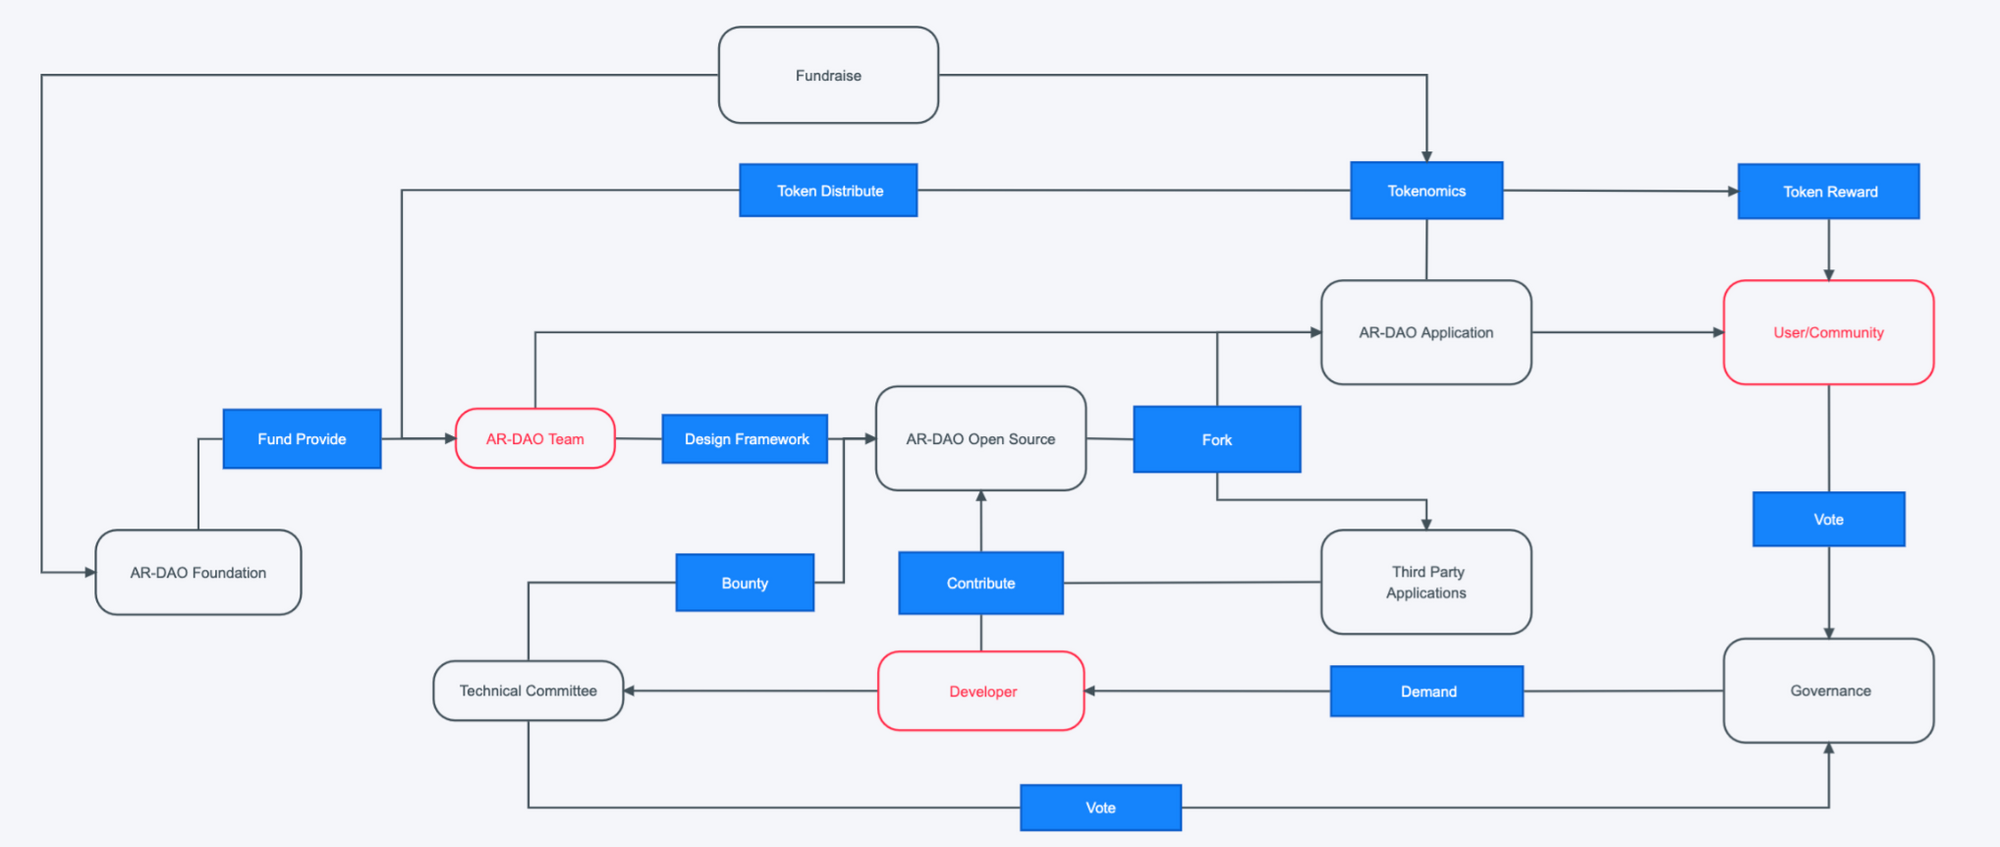 Fundraise
Token Distribute
Tokenomics
Token Reward
AR-DAO Application
User/Community
Fund Provide
AR-DAO Team
Design Framework
AR-DAO Open Source
Fork
Vote
AR-DAO Foundation
Bounty
Contribute
Third Party
Applications
Technical Committee
Developer
Demand
Governance
Vote